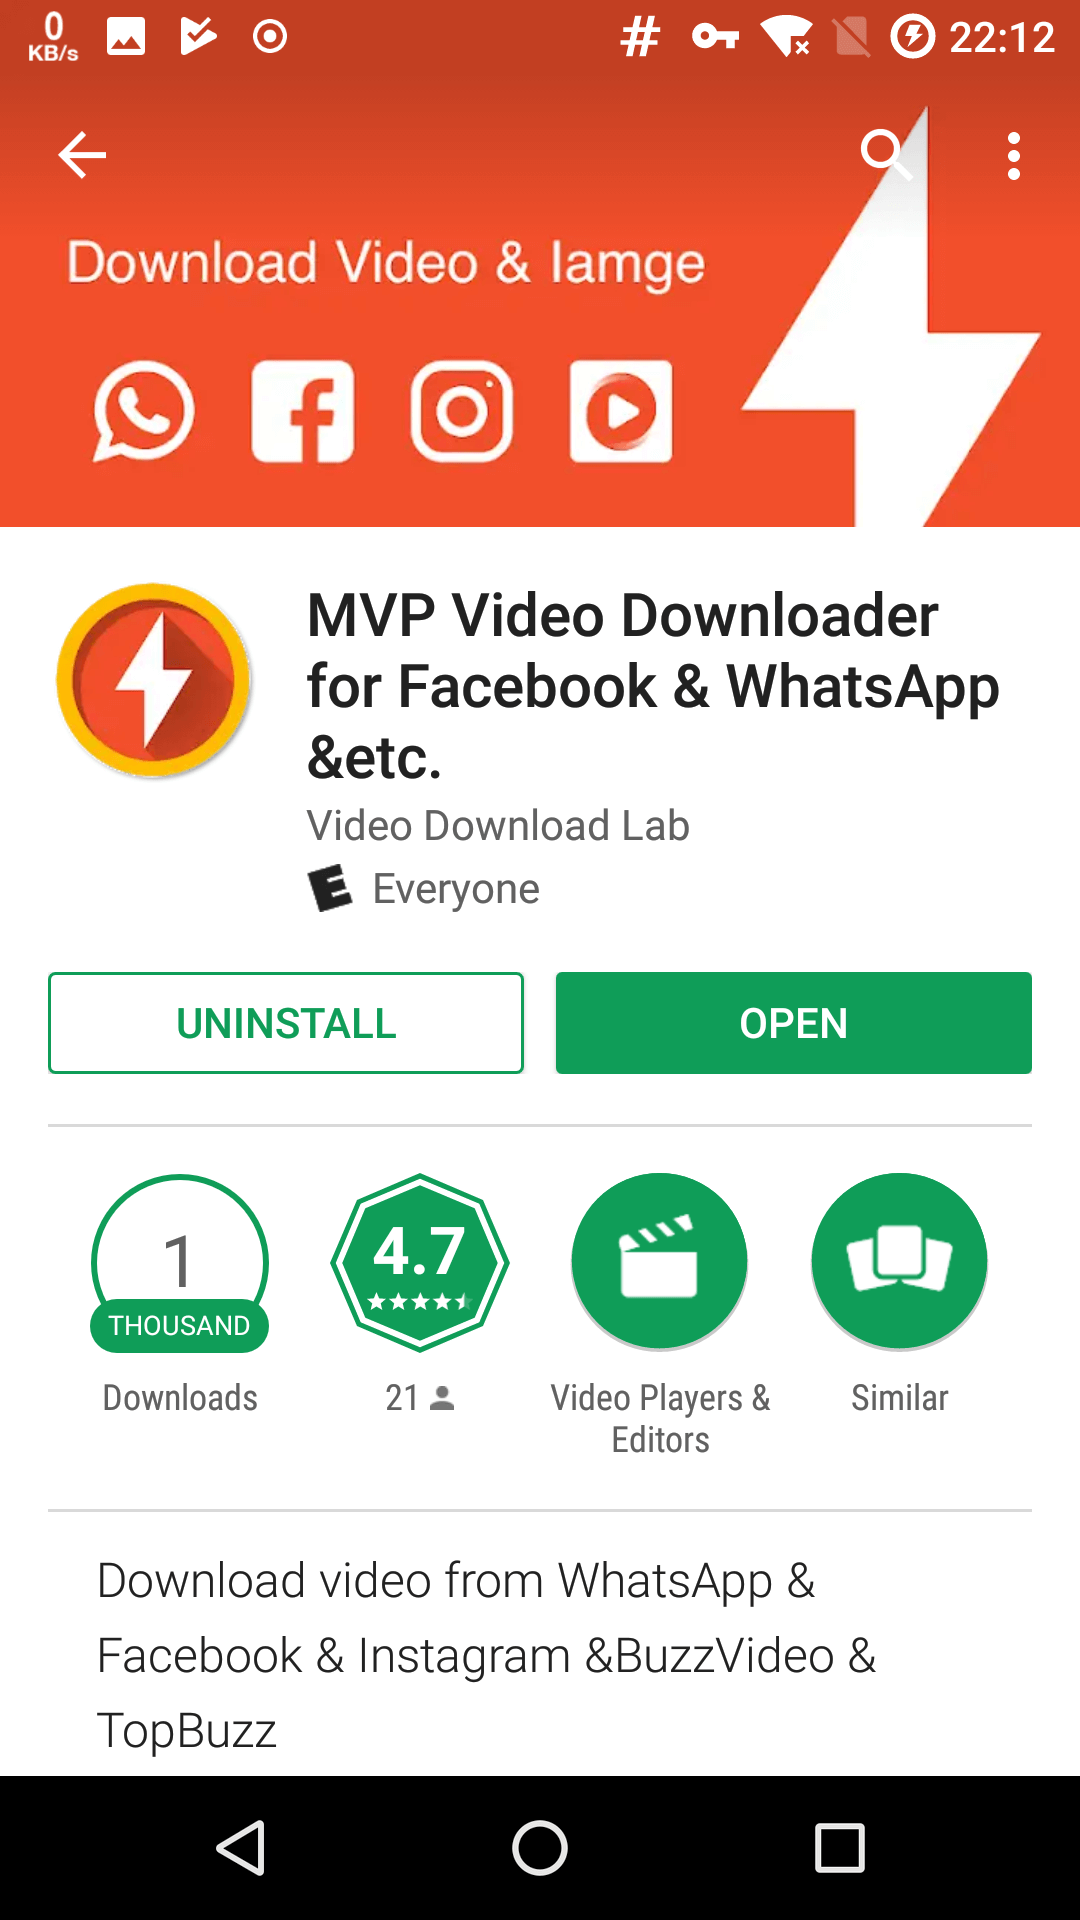 0
KB/s
22:12
Download Video & Iamge
MVP Video Downloader
for Facebook & WhatsApp
&etc.
Video Download Lab
E Everyone
UNINSTALL
OPEN
1
THOUSAND
4.7
Downloads
21
Video Players &
Editors
Similar
Download video from WhatsApp &
Facebook & Instagram &BuzzVideo &
TopBuzz